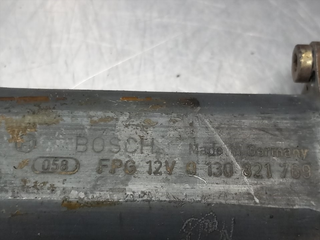 BOSCH Made in Germany
058 FPG 12V 0 130 821